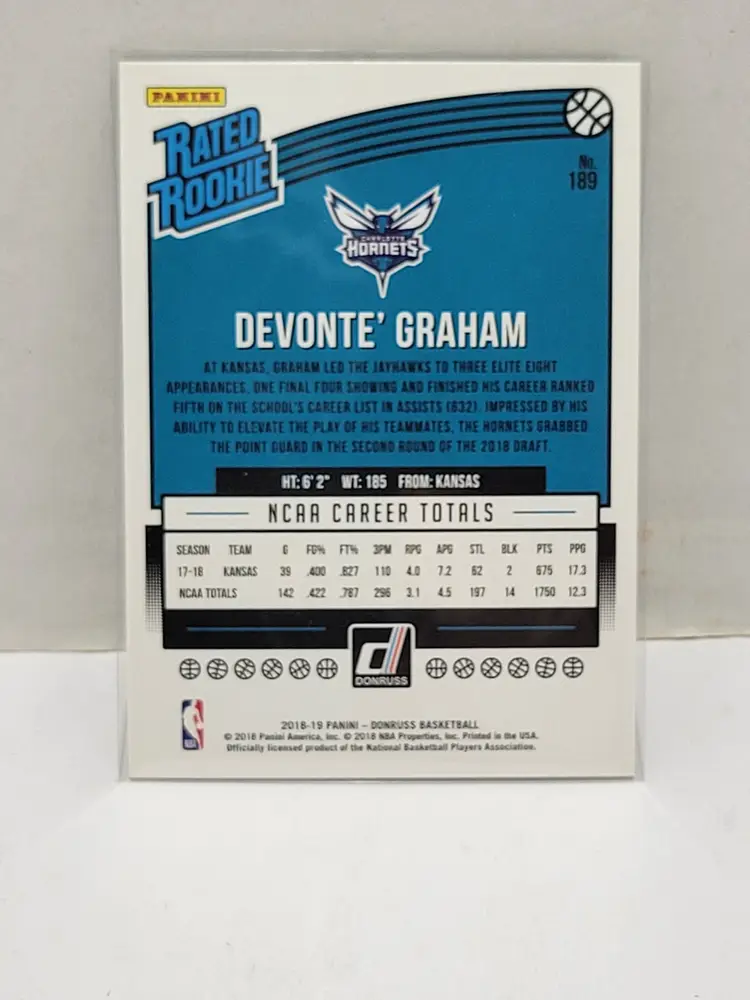 PANINI
RATED
ROOKIE
No.
189
CHARLOTTE
HORNETS
DEVONTE' GRAHAM
AT KANSAS, GRAHAM LED THE JAYHAWKS TO THREE ELITE EIGHT
APPEARANCES, ONE FINAL FOUR SHOWING AND FINISHED HIS CAREER RANKED
FIFTH ON THE SCHOOL'S CAREER LIST IN ASSISTS (632). IMPRESSED BY HIS
ABILITY TO ELEVATE THE PLAY OF HIS TEAMMATES, THE HORNETS GRABBED
THE POINT GUARD IN THE SECOND ROUND OF THE 2018 DRAFT.
HT: 6' 2" WT: 185 FROM: KANSAS
NCAA CAREER TOTALS
SEASON TEAM G FG% FT% 3PM RPG APG STL BLK PTS PPG
17-18 KANSAS 39 .400 .827 110 4.0 7.2 62 2 675 17.3
NCAA TOTALS 142 .422 .787 296 3.1 4.5 197 14 1750 12.3
d
DONRUSS
NBA
2018-19 PANINI – DONRUSS BASKETBALL
© 2018 Panini America, Inc. © 2018 NBA Properties, Inc. Printed in the USA.
Officially licensed product of the National Basketball Players Association.